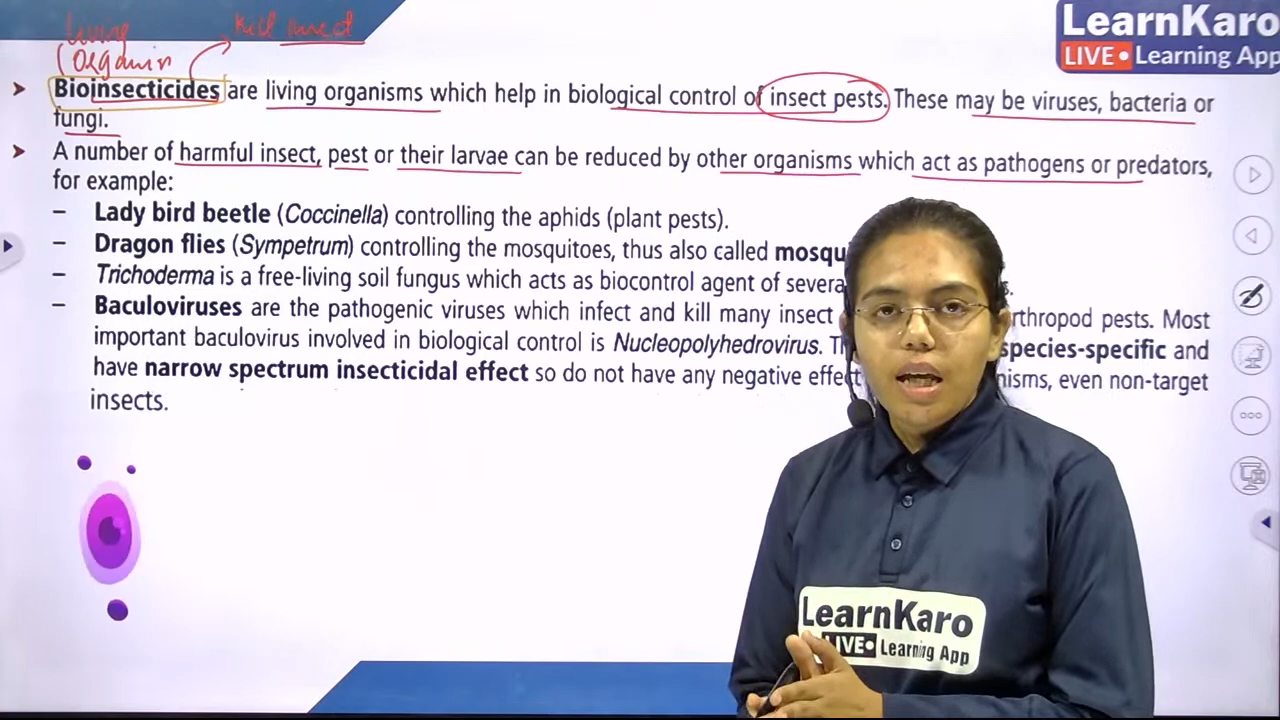 living
Organism
kill insect
LearnKaro
LIVE Learning App
➤ Bioinsecticides are living organisms which help in biological control of insect pests. These may be viruses, bacteria or
fungi.
➤ A number of harmful insect, pest or their larvae can be reduced by other organisms which act as pathogens or predators,
for example:
– Lady bird beetle (Coccinella) controlling the aphids (plant pests).
– Dragon flies (Sympetrum) controlling the mosquitoes, thus also called mosqu
– Trichoderma is a free-living soil fungus which acts as biocontrol agent of severa s.
– Baculoviruses are the pathogenic viruses which infect and kill many insect rthropod pests. Most
important baculovirus involved in biological control is Nucleopolyhedrovirus. Th species-specific and
have narrow spectrum insecticidal effect so do not have any negative effect nisms, even non-target
insects.
LearnKaro
LIVE Learning App